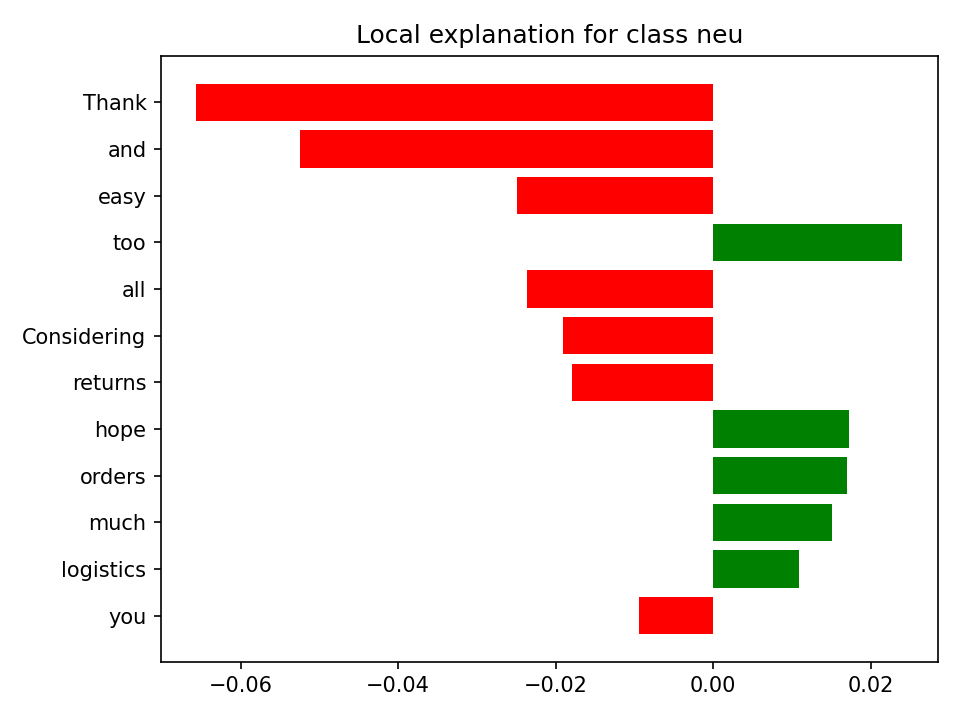 Local explanation for class neu
Thank
and
easy
too
all
Considering
returns
hope
orders
much
logistics
you
−0.06 −0.04 −0.02 0.00 0.02